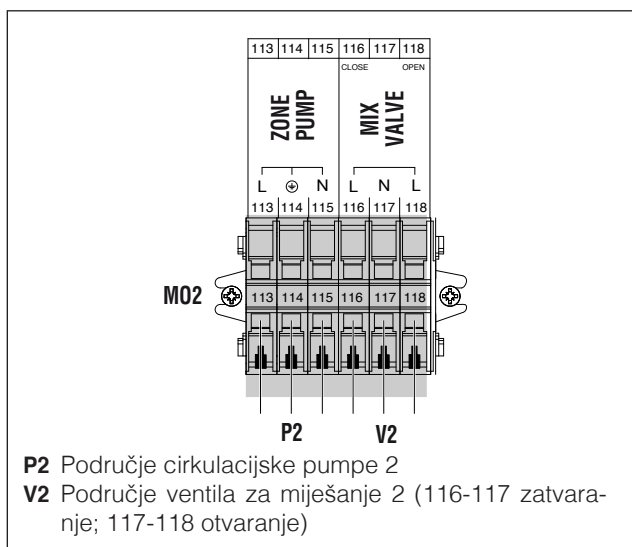 113 114 115 116 117 118
CLOSE OPEN
ZONE
PUMP
MIX
VALVE
L N L N L
113 114 115 116 117 118
M02 113 114 115 116 117 118
P2 V2
P2 Područje cirkulacijske pumpe 2
V2 Područje ventila za miješanje 2 (116-117 zatvara-
nje; 117-118 otvaranje)